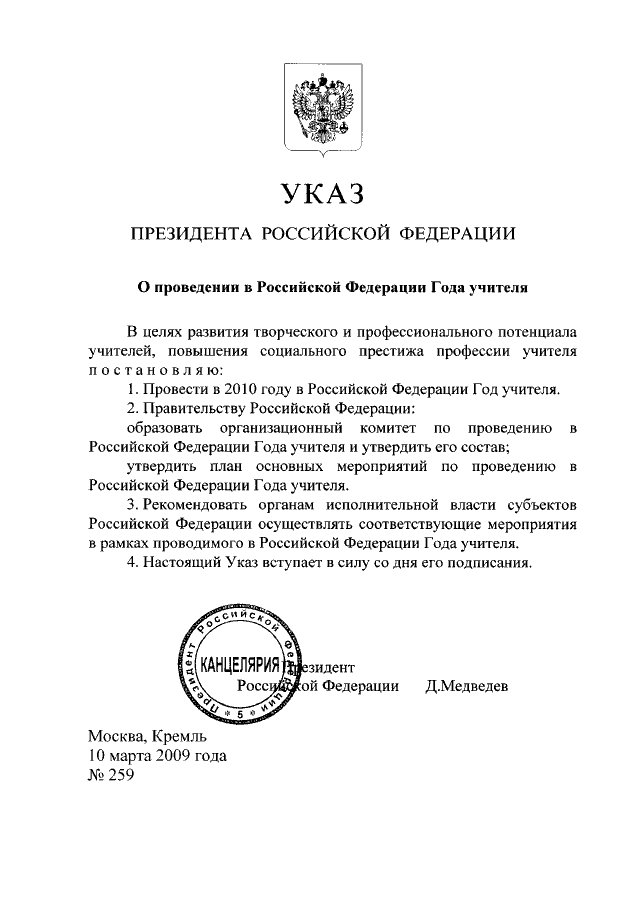 УКАЗ
ПРЕЗИДЕНТА РОССИЙСКОЙ ФЕДЕРАЦИИ
О проведении в Российской Федерации Года учителя
В целях развития творческого и профессионального потенциала
учителей, повышения социального престижа профессии учителя
п о с т а н о в л я ю:
1. Провести в 2010 году в Российской Федерации Год учителя.
2. Правительству Российской Федерации:
образовать организационный комитет по проведению в
Российской Федерации Года учителя и утвердить его состав;
утвердить план основных мероприятий по проведению в
Российской Федерации Года учителя.
3. Рекомендовать органам исполнительной власти субъектов
Российской Федерации осуществлять соответствующие мероприятия
в рамках проводимого в Российской Федерации Года учителя.
4. Настоящий Указ вступает в силу со дня его подписания.
Президент Российской Федерации
* 5 *
КАНЦЕЛЯРИЯ
Президент
Российской Федерации Д.Медведев
Москва, Кремль
10 марта 2009 года
№ 259